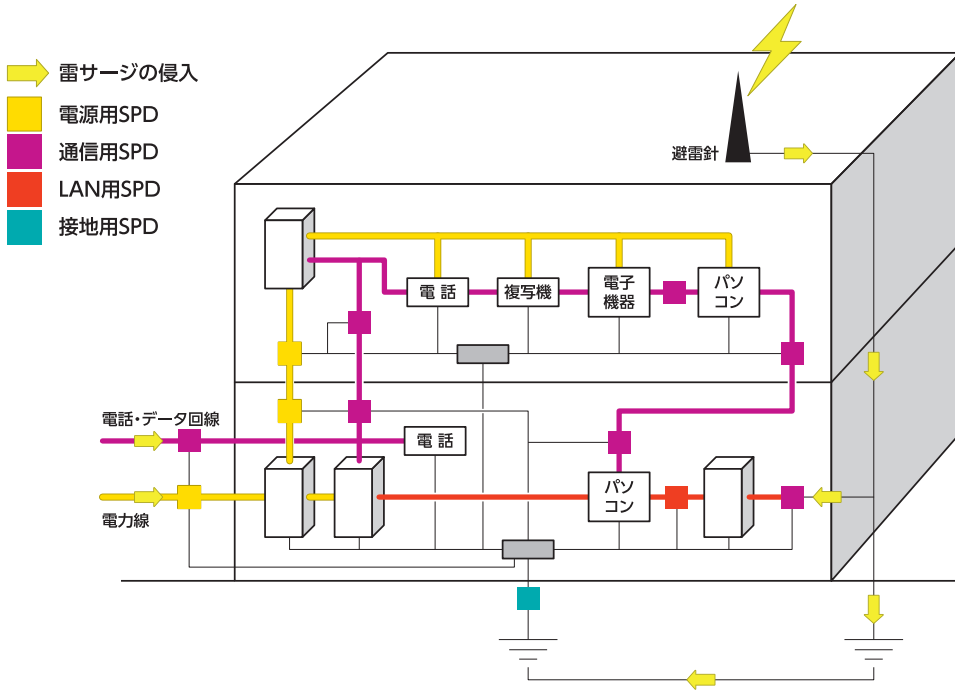 雷サージの侵入
電源用SPD
通信用SPD
LAN用SPD
接地用SPD
避雷針
電話
複写機
電子
機器
パソ
コン
電話・データ回線
電話
パソ
コン
電力線